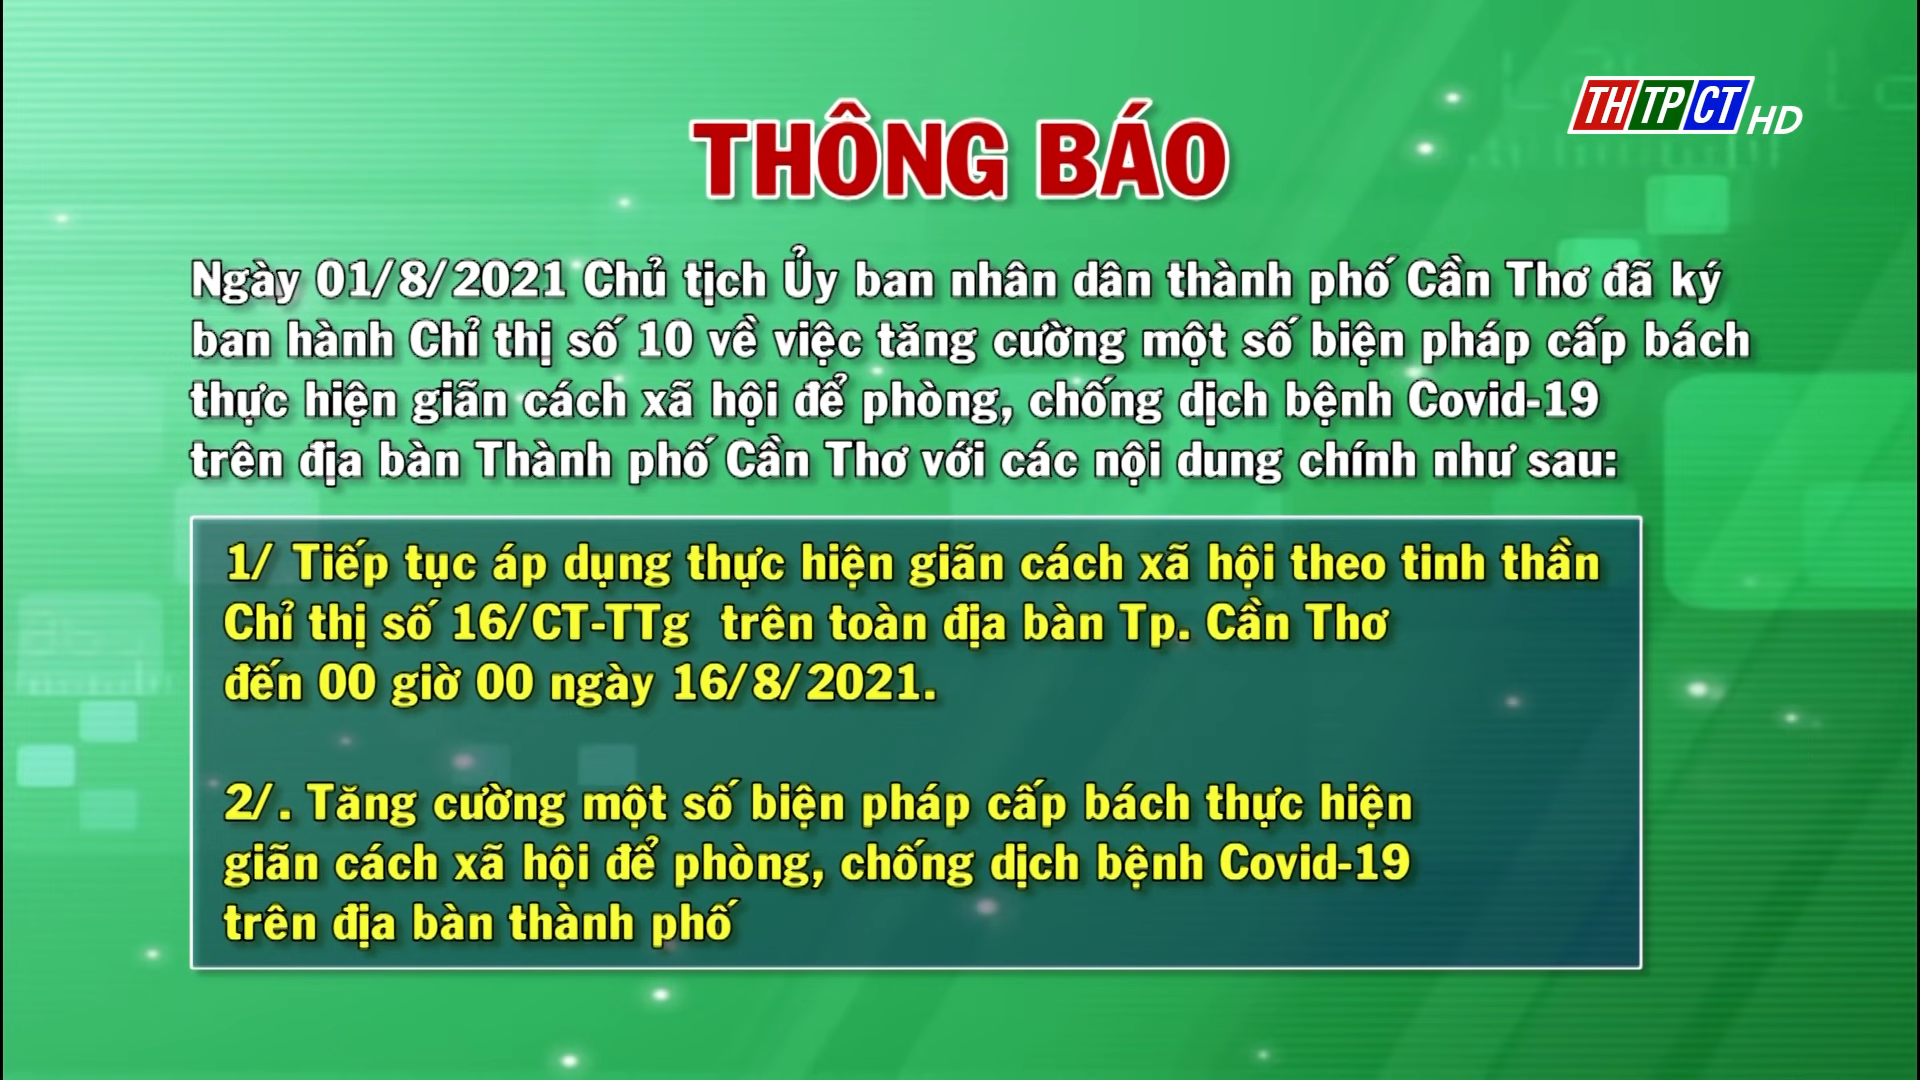 THTPCT HD
THÔNG BÁO
Ngày 01/8/2021 Chủ tịch Ủy ban nhân dân thành phố Cần Thơ đã ký
ban hành Chỉ thị số 10 về việc tăng cường một số biện pháp cấp bách
thực hiện giãn cách xã hội để phòng, chống dịch bệnh Covid-19
trên địa bàn Thành phố Cần Thơ với các nội dung chính như sau:
1/ Tiếp tục áp dụng thực hiện giãn cách xã hội theo tinh thần
Chỉ thị số 16/CT-TTg trên toàn địa bàn Tp. Cần Thơ
đến 00 giờ 00 ngày 16/8/2021.
2/. Tăng cường một số biện pháp cấp bách thực hiện
giãn cách xã hội để phòng, chống dịch bệnh Covid-19
trên địa bàn thành phố